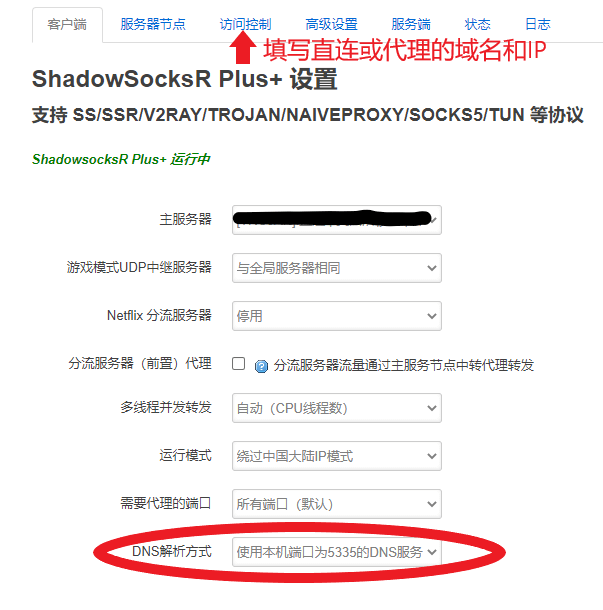 客户端 服务器节点 访问控制 高级设置 服务端 状态 日志
填写直连或代理的域名和IP
ShadowSocksR Plus+ 设置
支持 SS/SSR/V2RAY/TROJAN/NAIVEPROXY/SOCKS5/TUN 等协议
ShadowsocksR Plus+ 运行中
主服务器
游戏模式UDP中继服务器 与全局服务器相同
Netflix 分流服务器 停用
分流服务器（前置）代理 分流服务器流量通过主服务节点中转代理转发
多线程并发转发 自动（CPU线程数）
运行模式 绕过中国大陆IP模式
需要代理的端口 所有端口（默认）
DNS解析方式 使用本机端口为5335的DNS服务